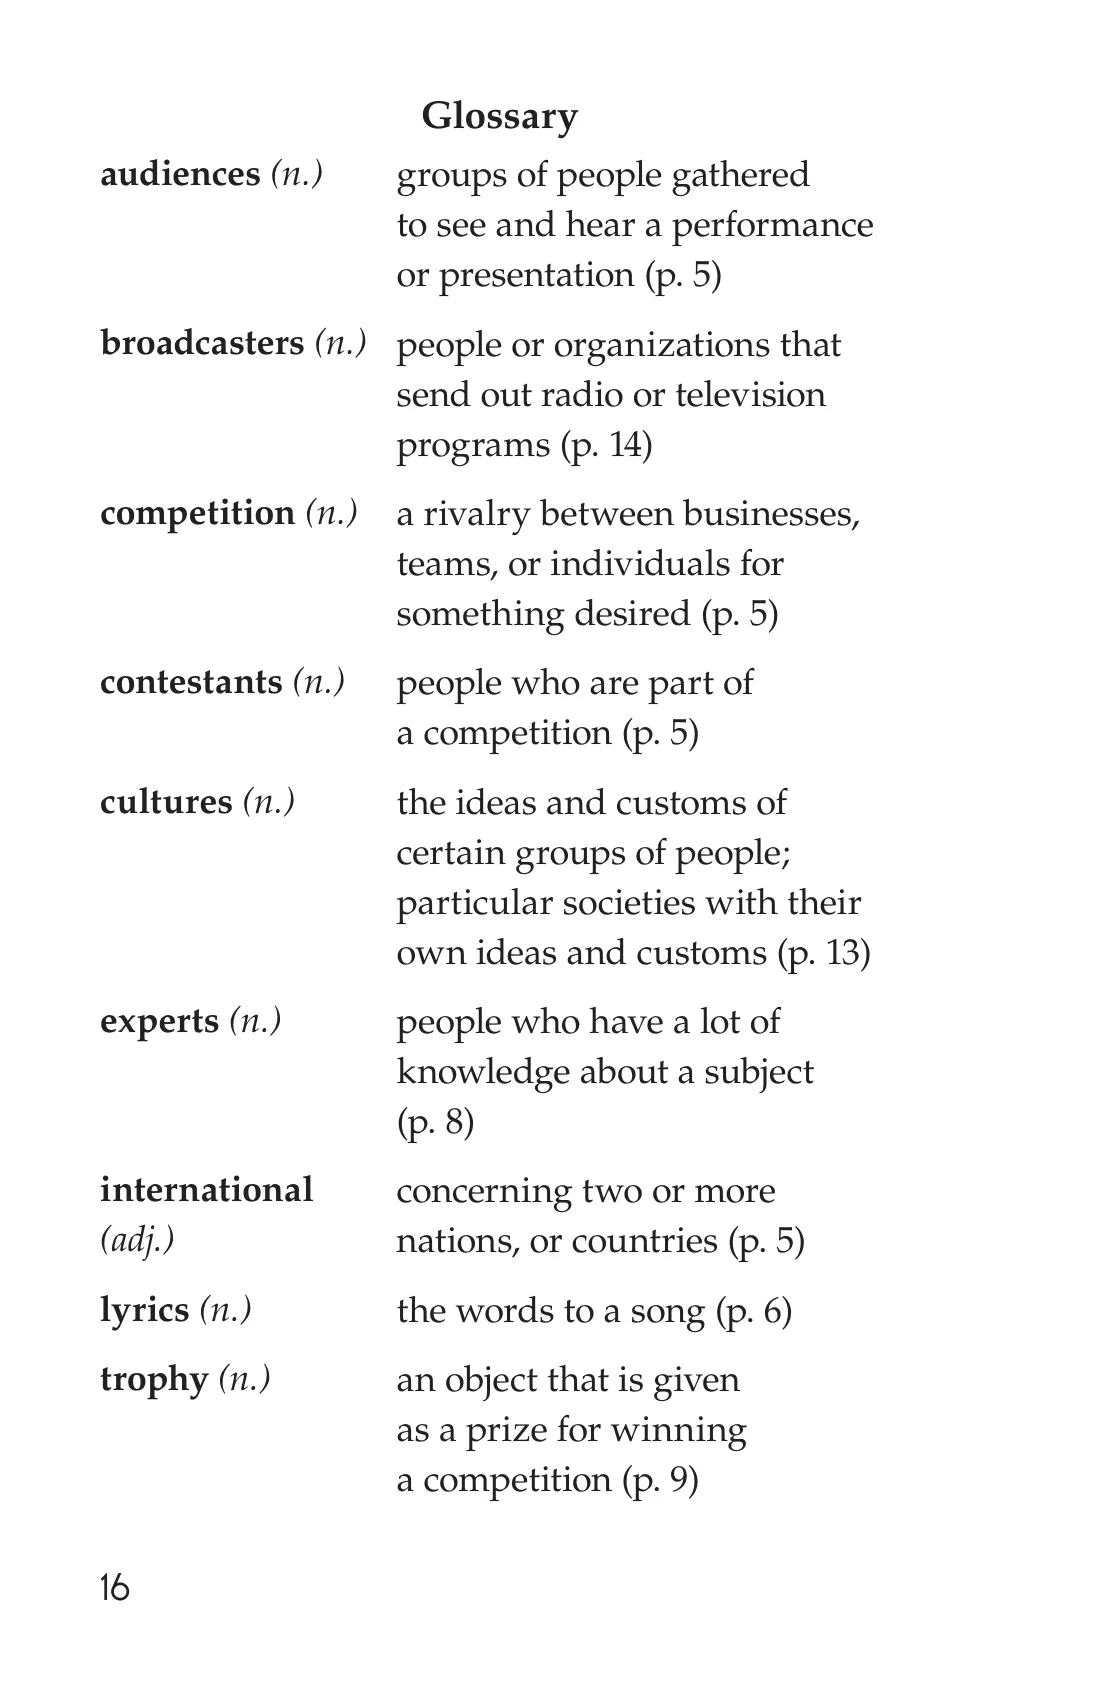 Glossary
audiences (n.) groups of people gathered
to see and hear a performance
or presentation (p. 5)
broadcasters (n.) people or organizations that
send out radio or television
programs (p. 14)
competition (n.) a rivalry between businesses,
teams, or individuals for
something desired (p. 5)
contestants (n.) people who are part of
a competition (p. 5)
cultures (n.) the ideas and customs of
certain groups of people;
particular societies with their
own ideas and customs (p. 13)
experts (n.) people who have a lot of
knowledge about a subject
(p. 8)
international concerning two or more
(adj.) nations, or countries (p. 5)
lyrics (n.) the words to a song (p. 6)
trophy (n.) an object that is given
as a prize for winning
a competition (p. 9)
16